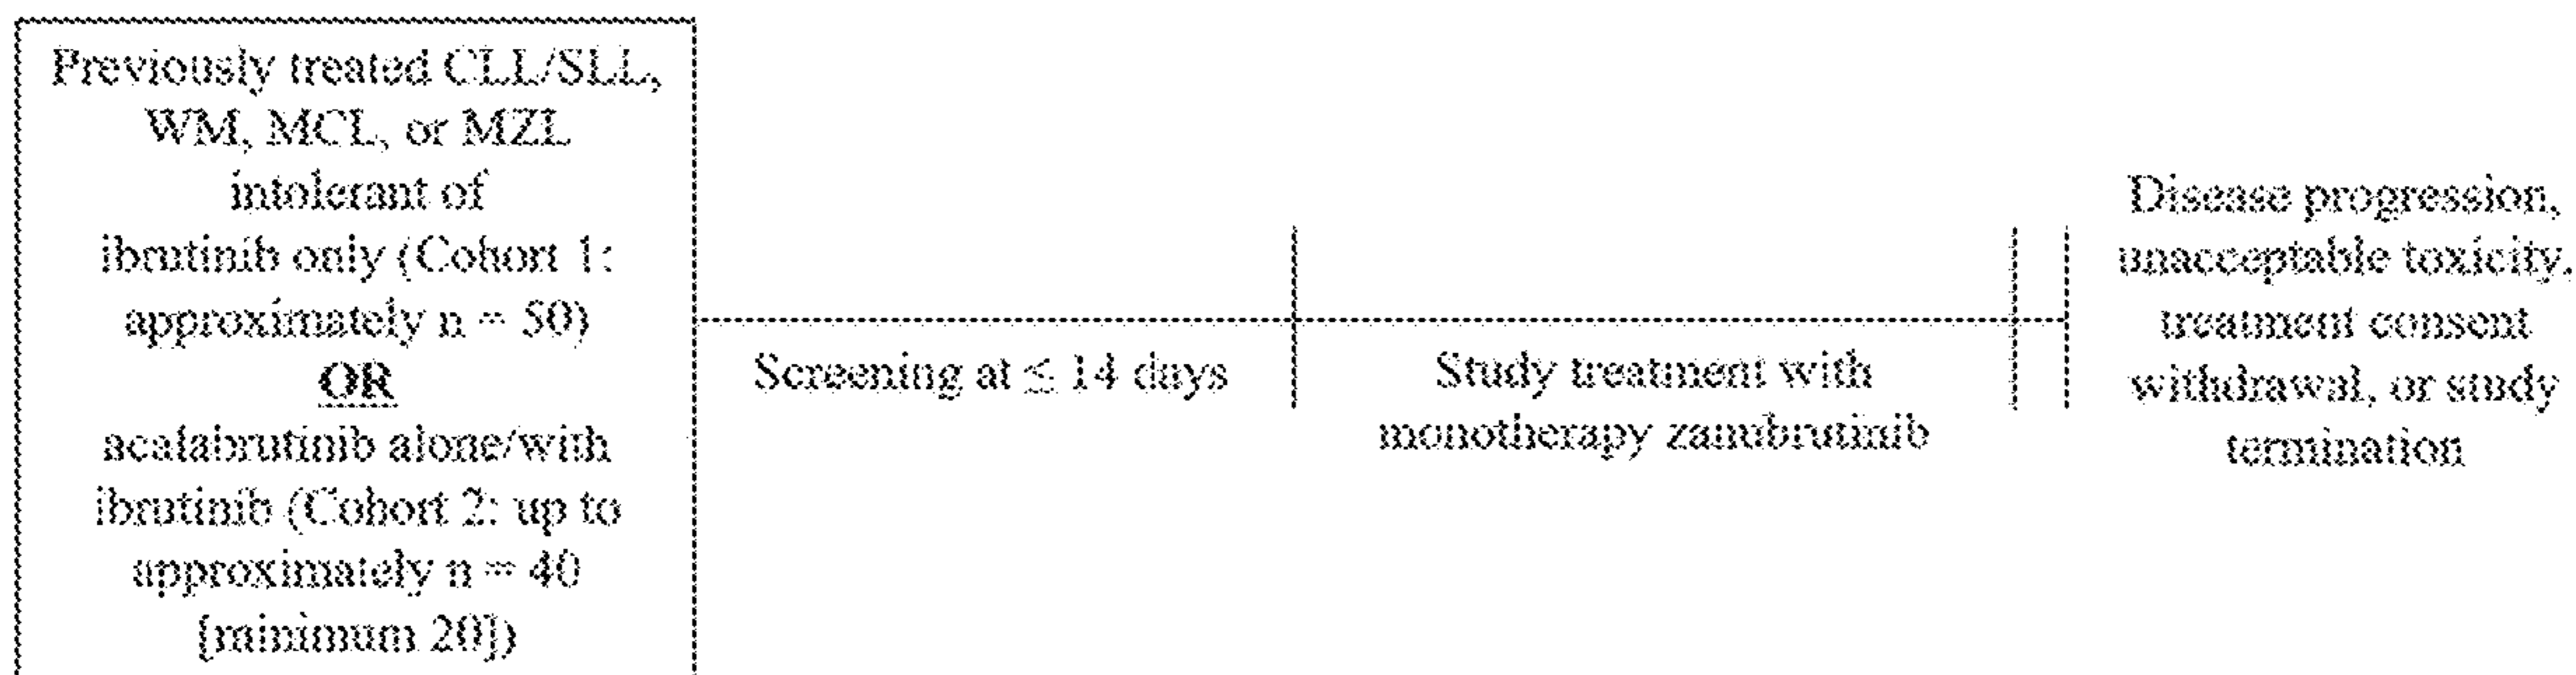 Previously treated CLL/SLL,
WM, MCL, or MZL
intolerant of
ibrutinib only (Cohort 1:
approximately n = 50)
OR
acalabrutinib alone/with
ibrutinib (Cohort 2: up to
approximately n = 40
[minimum 20])
Screening at ≤ 14 days
Study treatment with
monotherapy zanubrutinib
Disease progression,
unacceptable toxicity,
treatment consent
withdrawal, or study
termination